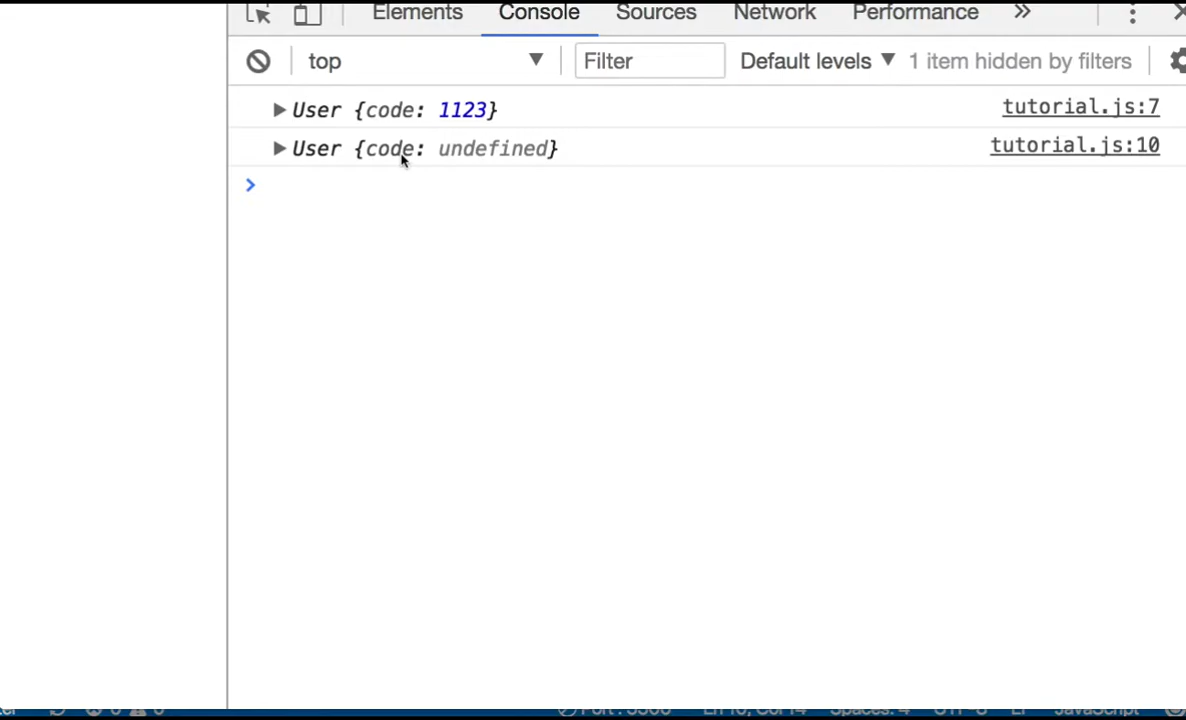 Elements Console Sources Network Performance
top Filter Default levels 1 item hidden by filters
User {code: 1123} tutorial.js:7
User {code: undefined} tutorial.js:10